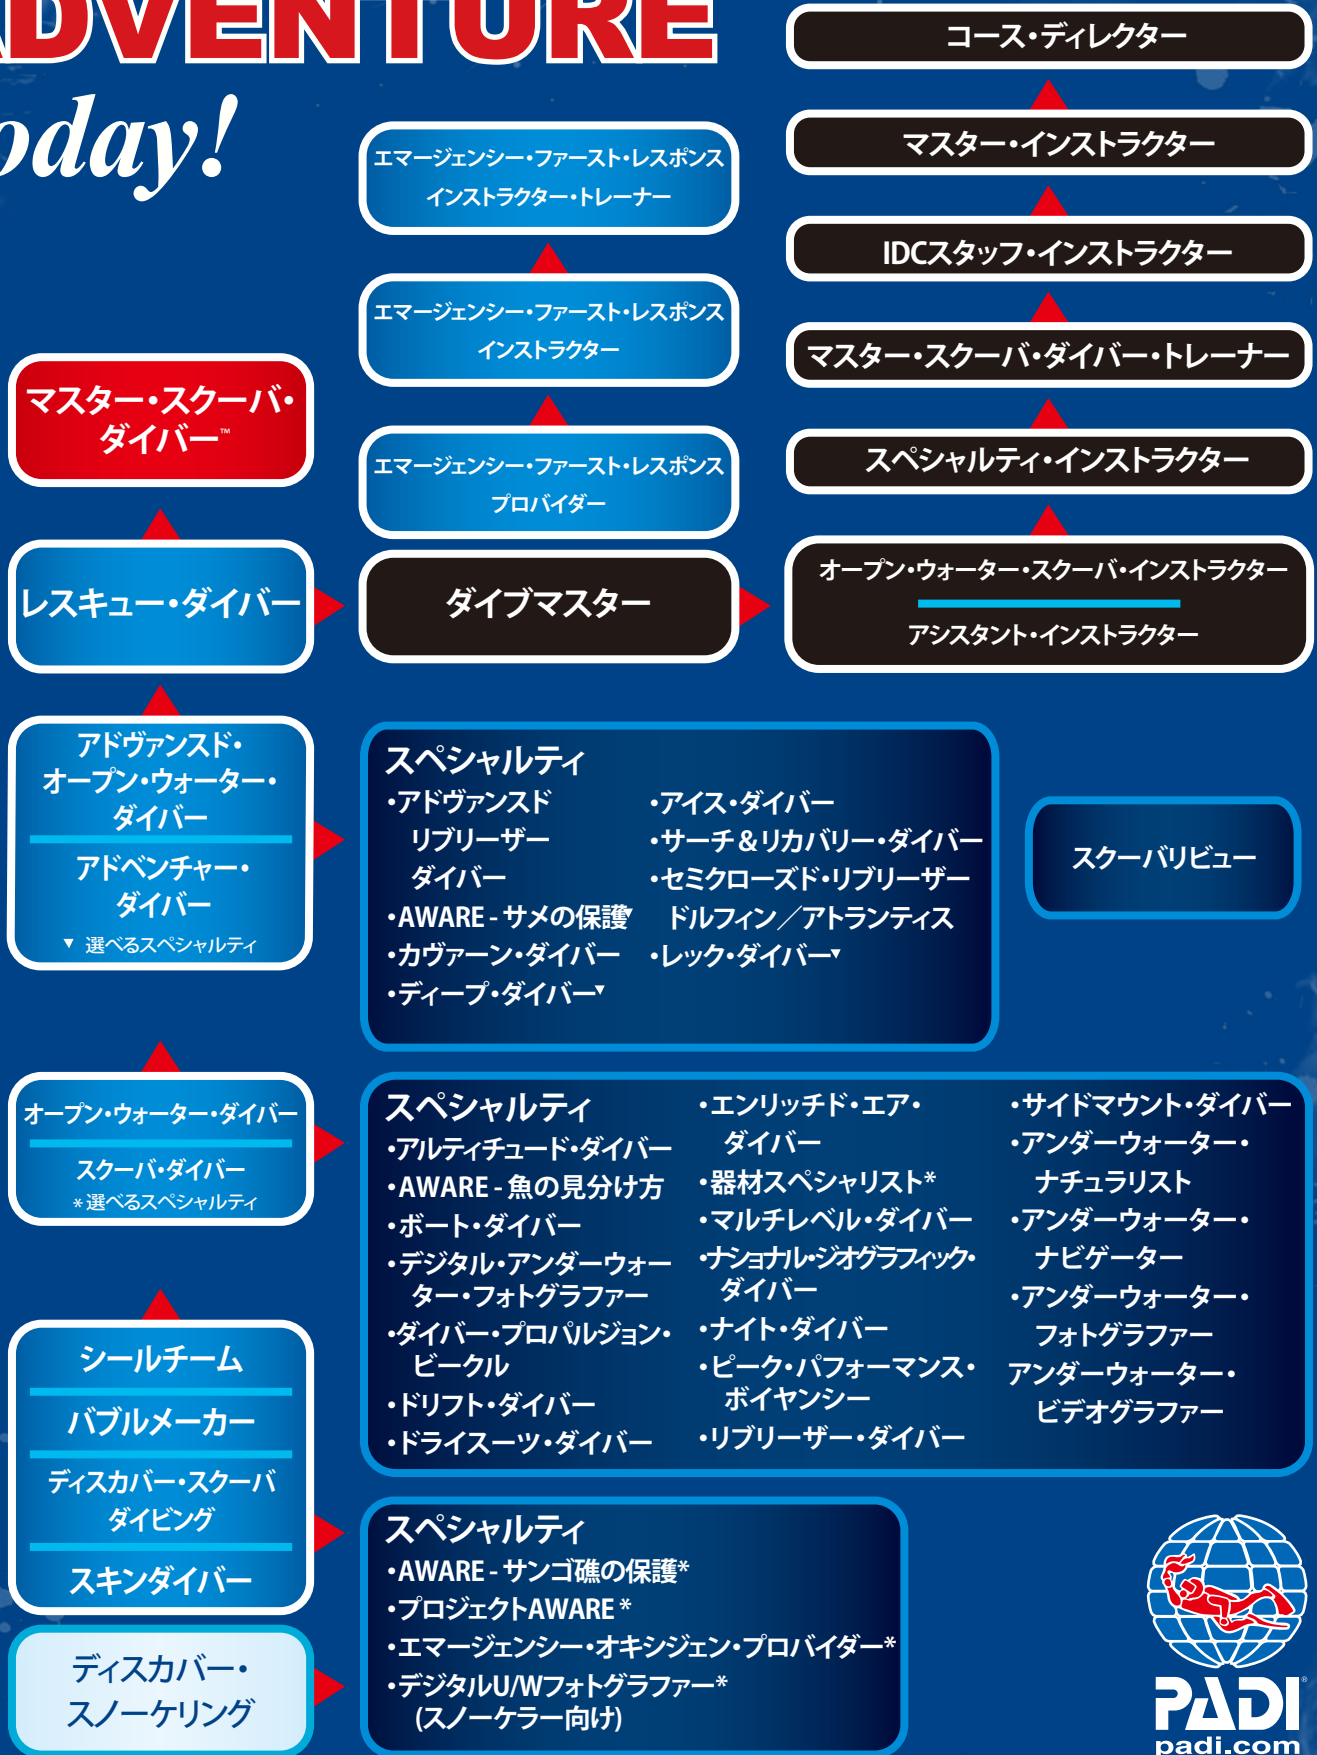 ADVENTURE
oday!
コース・ディレクター
マスター・インストラクター
IDCスタッフ・インストラクター
マスター・スクーバ・ダイバー・トレーナー
スペシャルティ・インストラクター
オープン・ウォーター・スクーバ・インストラクター
アシスタント・インストラクター
エマージェンシー・ファースト・レスポンス
インストラクター・トレーナー
エマージェンシー・ファースト・レスポンス
インストラクター
エマージェンシー・ファースト・レスポンス
プロバイダー
ダイブマスター
マスター・スクーバ・
ダイバー™
レスキュー・ダイバー
アドヴァンスド・
オープン・ウォーター・
ダイバー
アドベンチャー・
ダイバー
▼ 選べるスペシャルティ
スペシャルティ
・アドヴァンスド
リブリーザー
ダイバー
・AWARE - サメの保護▼
・カヴァーン・ダイバー
・ディープ・ダイバー▼
・アイス・ダイバー
・サーチ＆リカバリー・ダイバー
・セミクローズド・リブリーザー
ドルフィン／アトランティス
・レック・ダイバー▼
スクーバリビュー
オープン・ウォーター・ダイバー
スクーバ・ダイバー
*選べるスペシャルティ
スペシャルティ
・アルティチュード・ダイバー
・AWARE - 魚の見分け方
・ボート・ダイバー
・デジタル・アンダーウォー
ター・フォトグラファー
・ダイバー・プロパルジョン・
ビークル
・ドリフト・ダイバー
・ドライスーツ・ダイバー
・エンリッチド・エア・
ダイバー
・器材スペシャリスト*
・マルチレベル・ダイバー
・ナショナル・ジオグラフィック・
ダイバー
・ナイト・ダイバー
・ピーク・パフォーマンス・
ボイヤンシー
・リブリーザー・ダイバー
・サイドマウント・ダイバー
・アンダーウォーター・
ナチュラリスト
・アンダーウォーター・
ナビゲーター
・アンダーウォーター・
フォトグラファー
アンダーウォーター・
ビデオグラファー
シールチーム
バブルメーカー
ディスカバー・スクーバ
ダイビング
スキンダイバー
ディスカバー・
スノーケリング
スペシャルティ
・AWARE - サンゴ礁の保護*
・プロジェクトAWARE *
・エマージェンシー・オキシジェン・プロバイダー*
・デジタルU/Wフォトグラファー*
(スノーケラー向け)
PADI®
padi.com